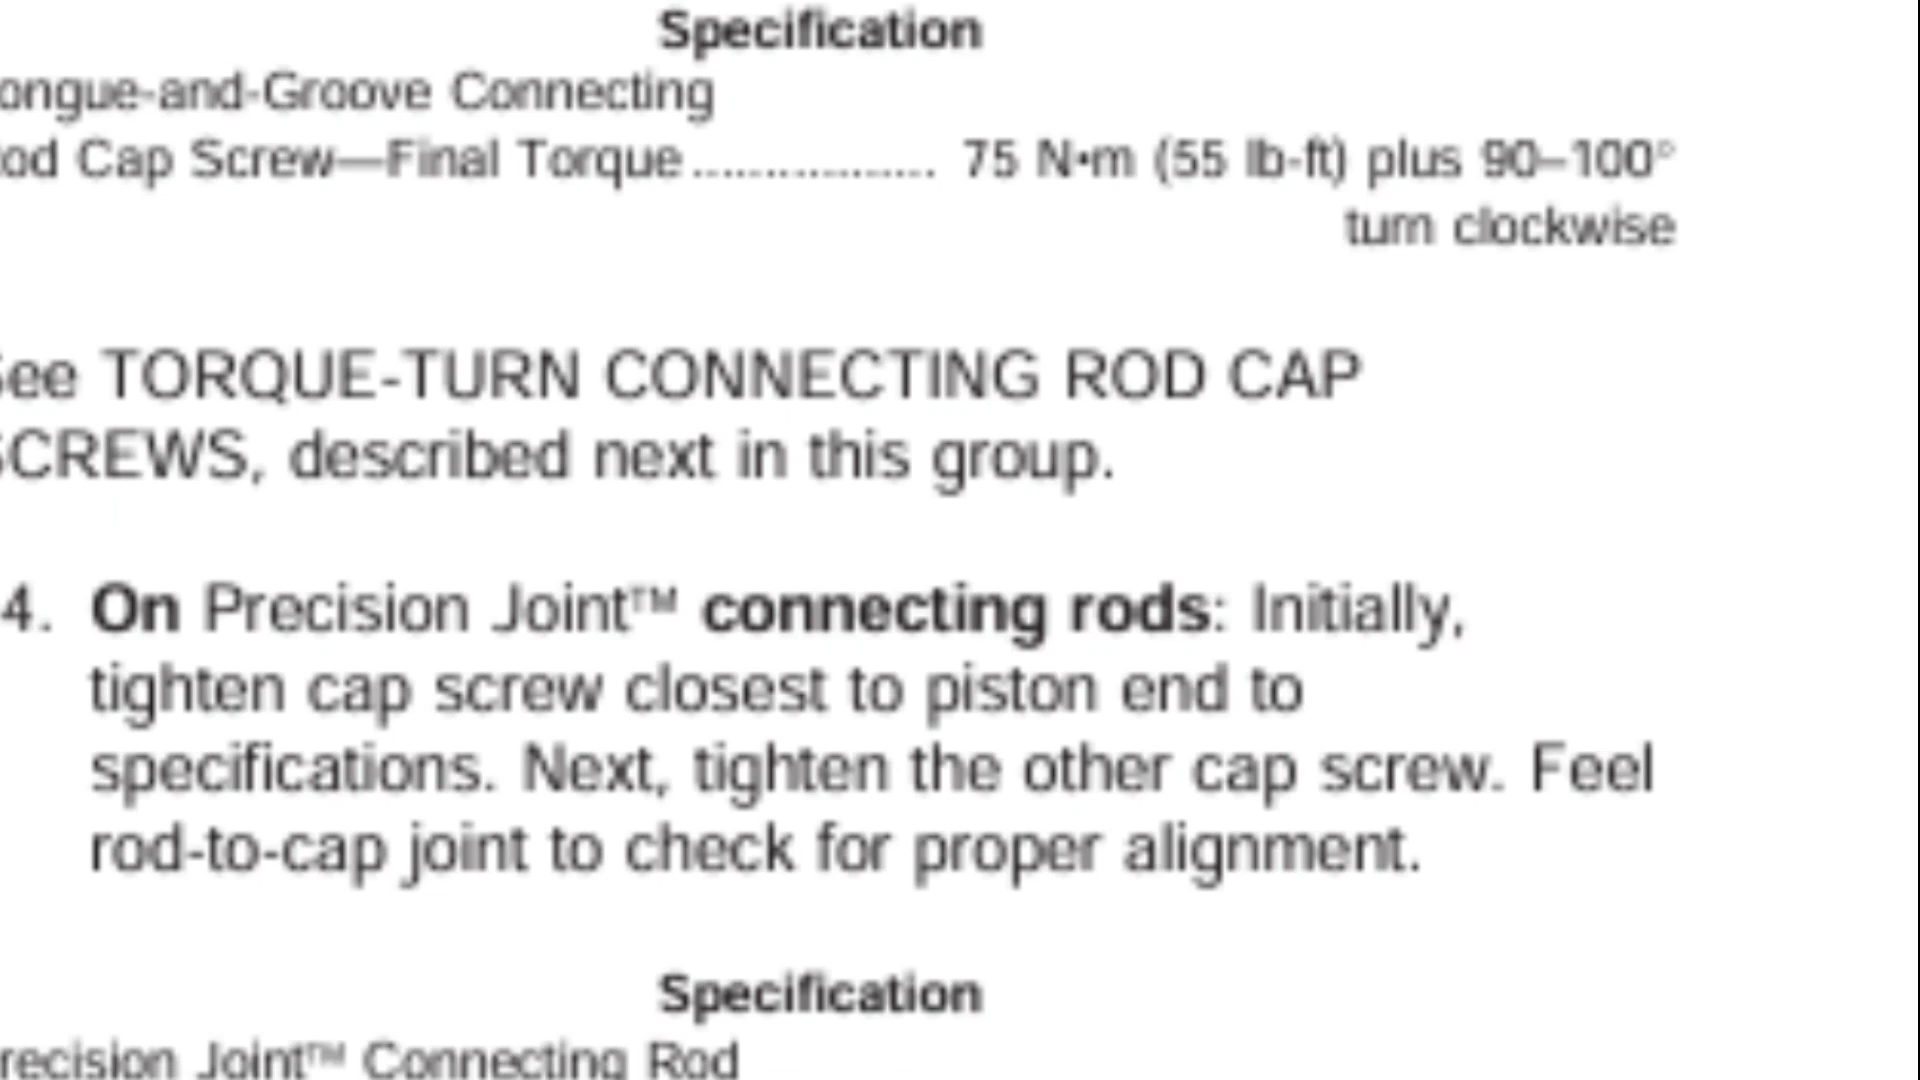 Specification
ongue-and-Groove Connecting
od Cap Screw—Final Torque.................. 75 N•m (55 lb-ft) plus 90–100°
turn clockwise
See TORQUE-TURN CONNECTING ROD CAP
SCREWS, described next in this group.
4. On Precision Joint™ connecting rods: Initially,
tighten cap screw closest to piston end to
specifications. Next, tighten the other cap screw. Feel
rod-to-cap joint to check for proper alignment.
Specification
recision Joint™ Connecting Rod